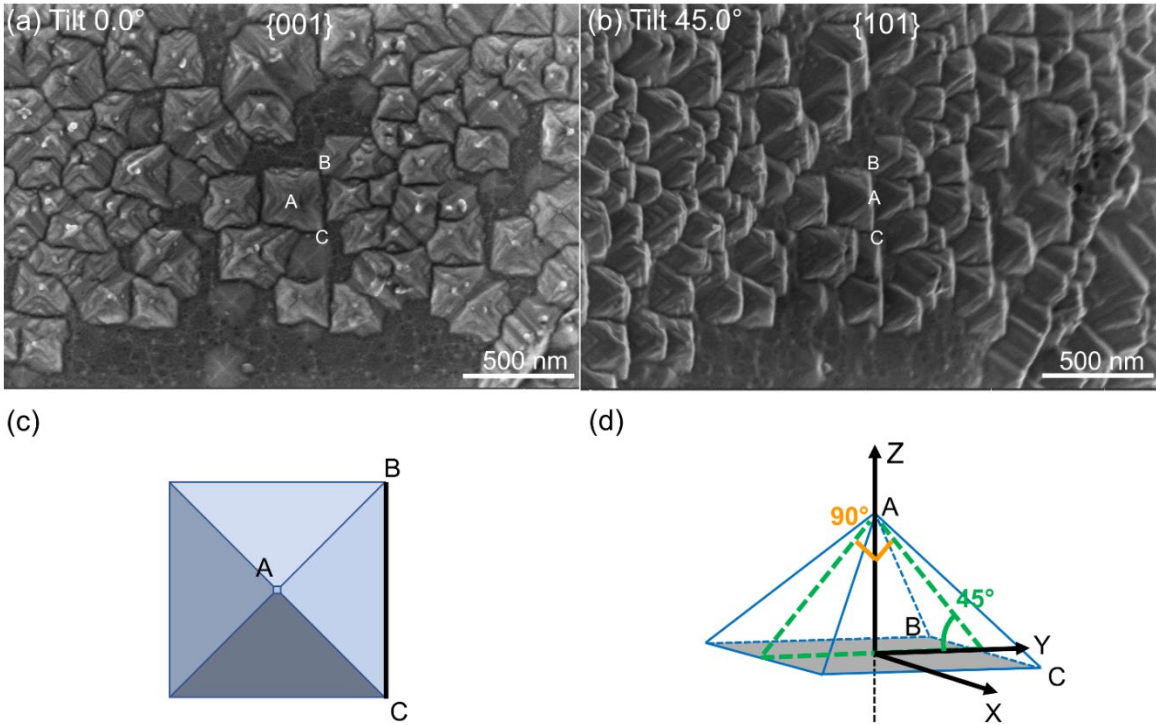 (a) Tilt 0.0°
{001}
B
A
C
500 nm
(b) Tilt 45.0°
{101}
B
A
C
500 nm
(c)
B
A
C
(d)
Z
A
90°
45°
B
Y
C
X